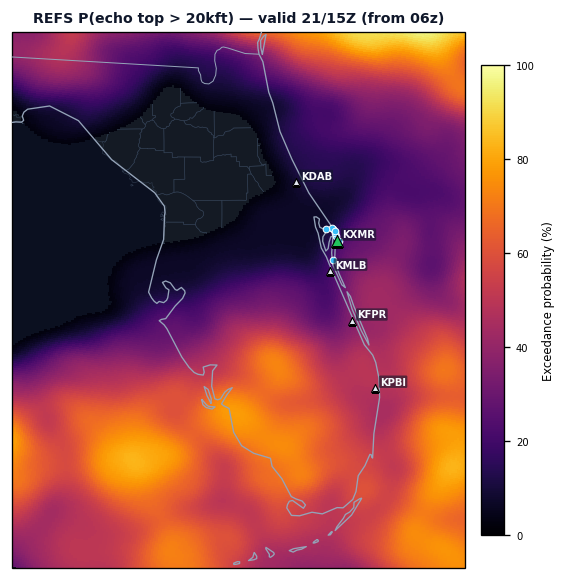 REFS P(echo top > 20kft) — valid 21/15Z (from 06z)
KDAB
KXMR
KMLB
KFPR
KPBI
100
80
60
40
20
0
Exceedance probability (%)